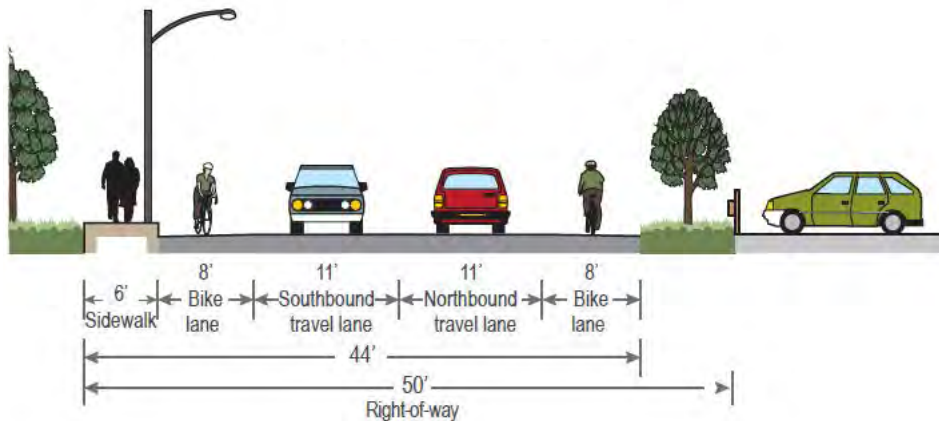 6’
Sidewalk
8’
Bike
lane
11’
Southbound
travel lane
11’
Northbound
travel lane
8’
Bike
lane
44’
50’
Right-of-way